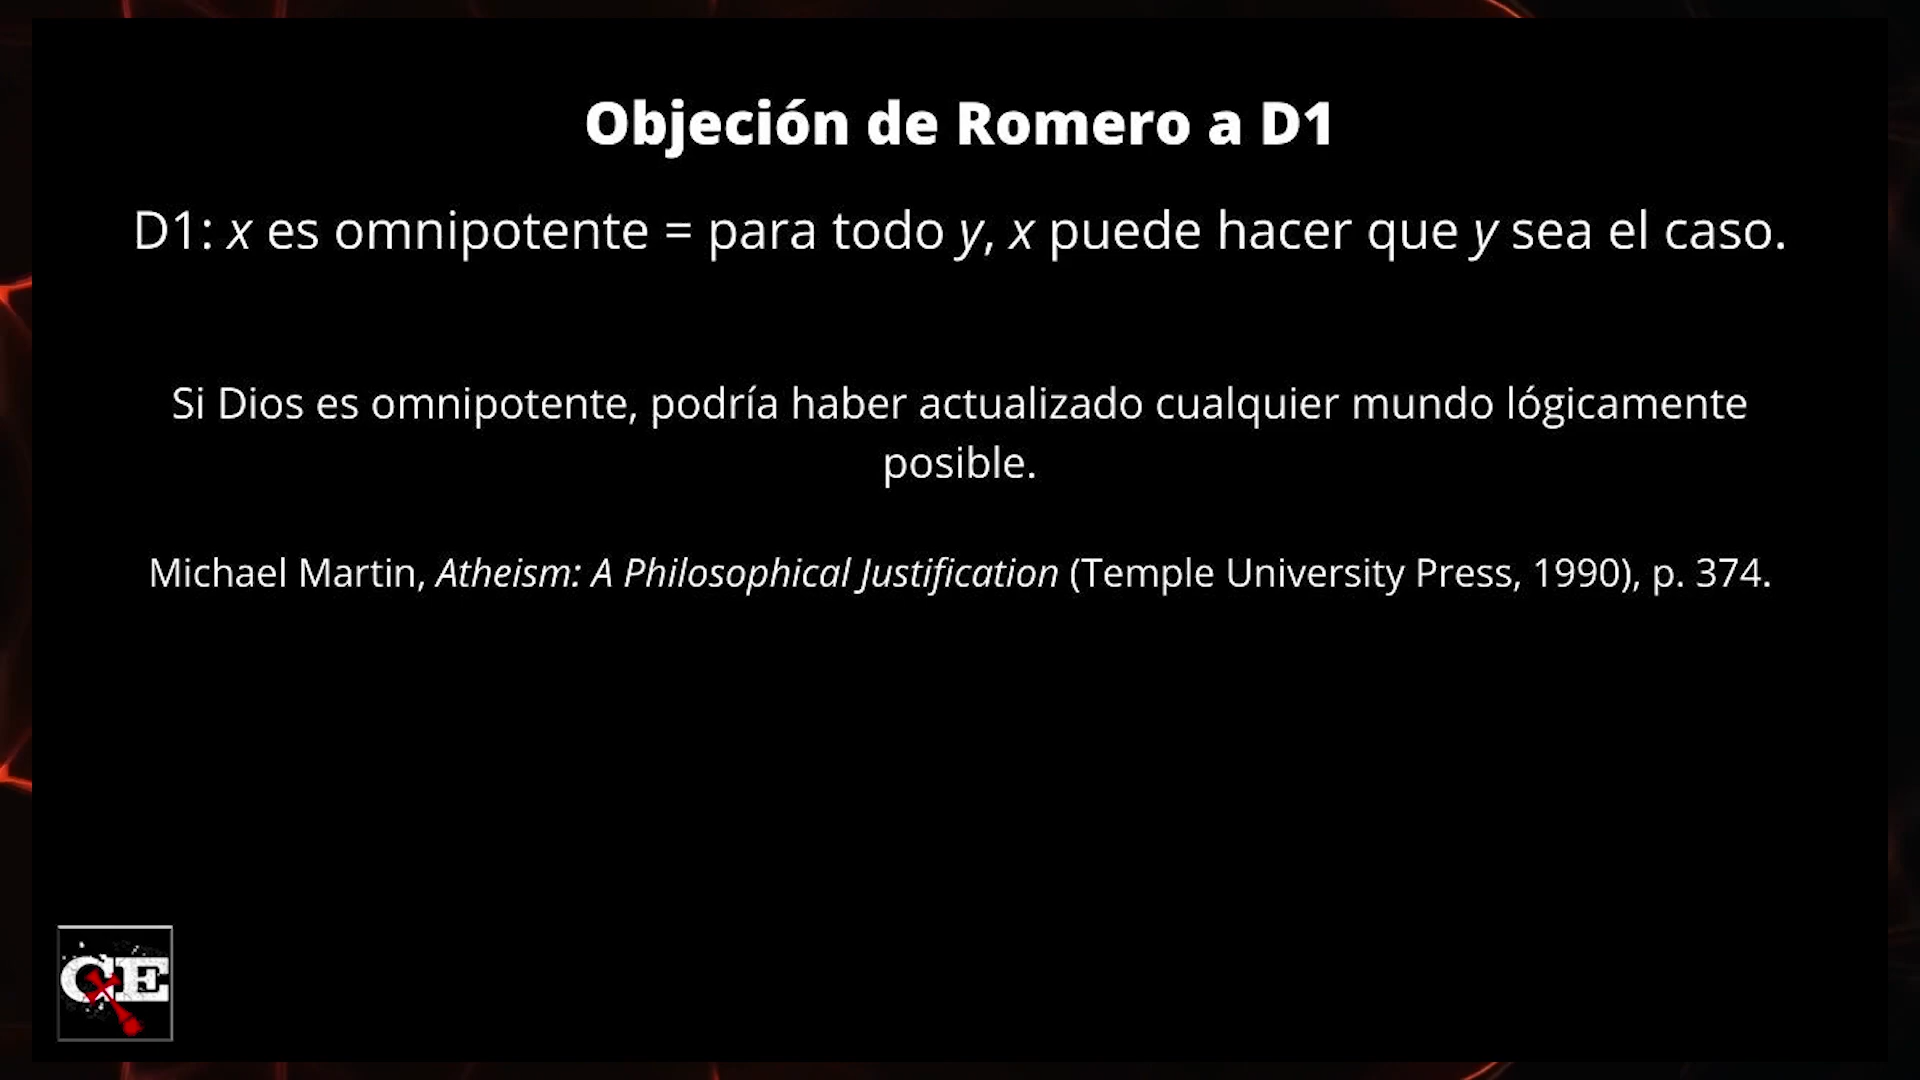 Objeción de Romero a D1
D1: x es omnipotente = para todo y, x puede hacer que y sea el caso.
Si Dios es omnipotente, podría haber actualizado cualquier mundo lógicamente
posible.
Michael Martin, Atheism: A Philosophical Justification (Temple University Press, 1990), p. 374.
CE